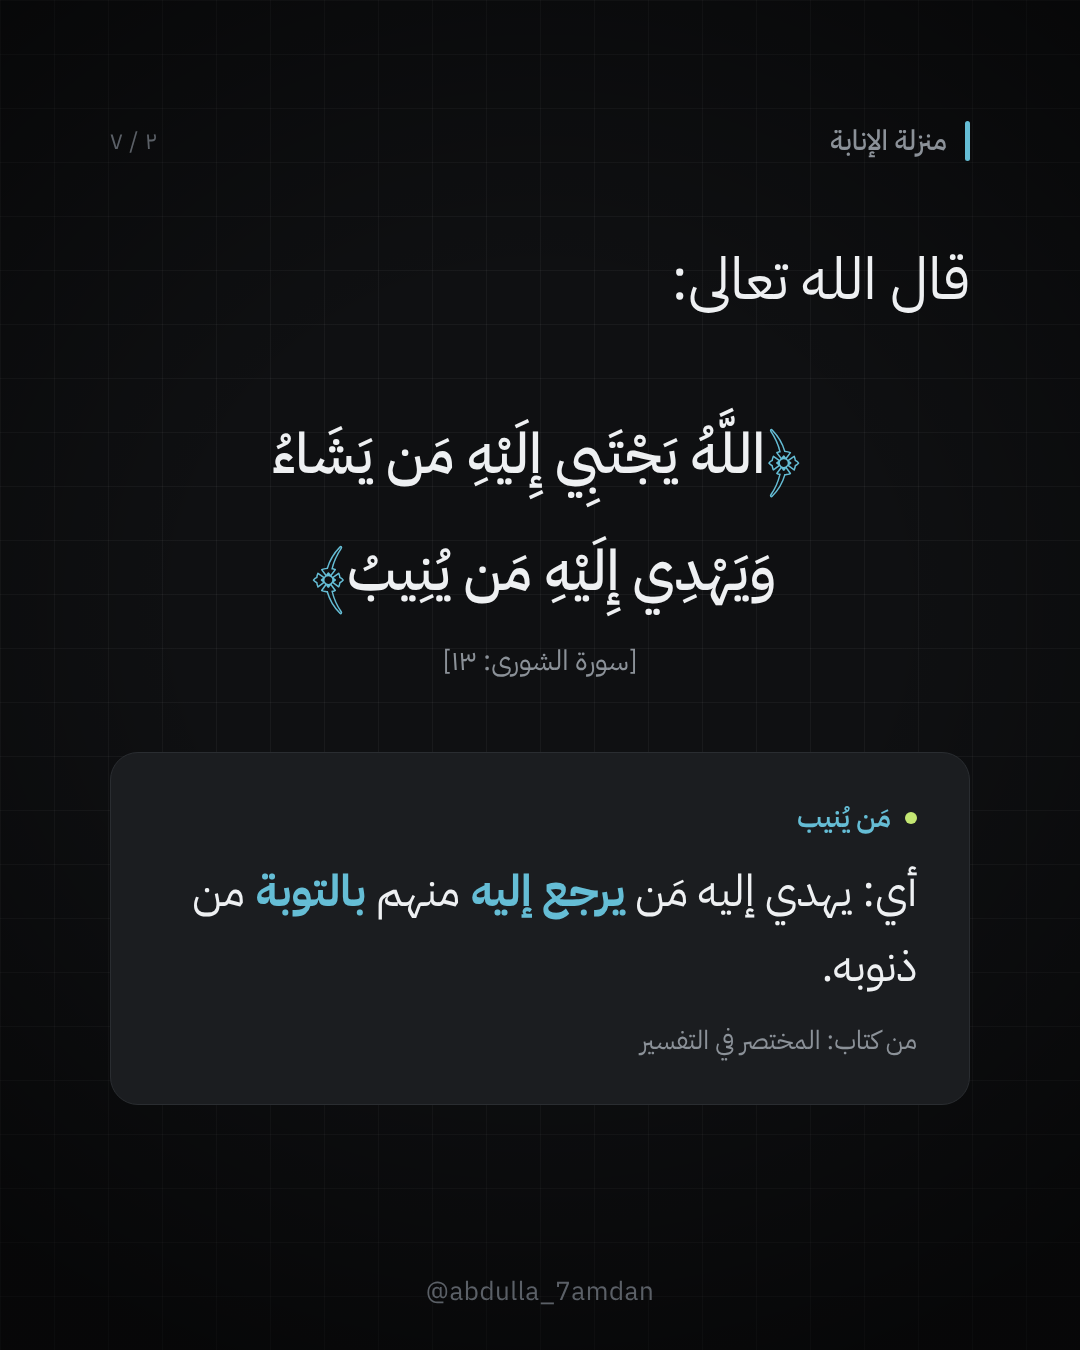 منزلة الإنابة
٢ / ٧
قال الله تعالى:
﴿اللَّهُ يَجْتَبِي إِلَيْهِ مَن يَشَاءُ
وَيَهْدِي إِلَيْهِ مَن يُنِيبُ﴾
[سورة الشورى: ١٣]
مَن يُنيب
أي: يهدي إليه مَن يرجع إليه منهم بالتوبة من
ذنوبه.
من كتاب: المختصر في التفسير
@abdulla_7amdan